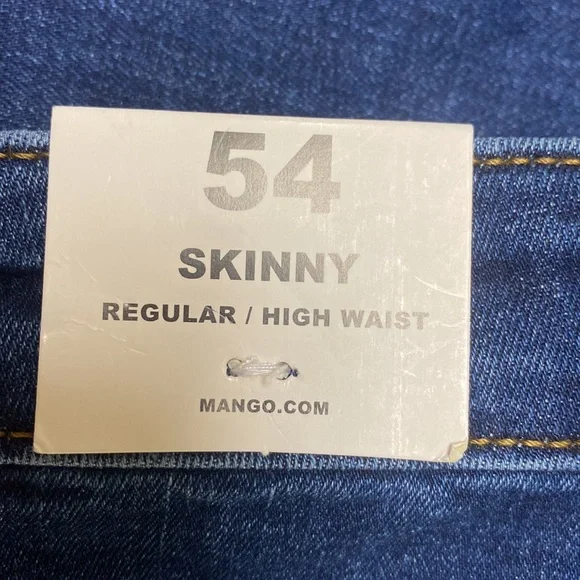 54
SKINNY
REGULAR / HIGH WAIST
MANGO.COM